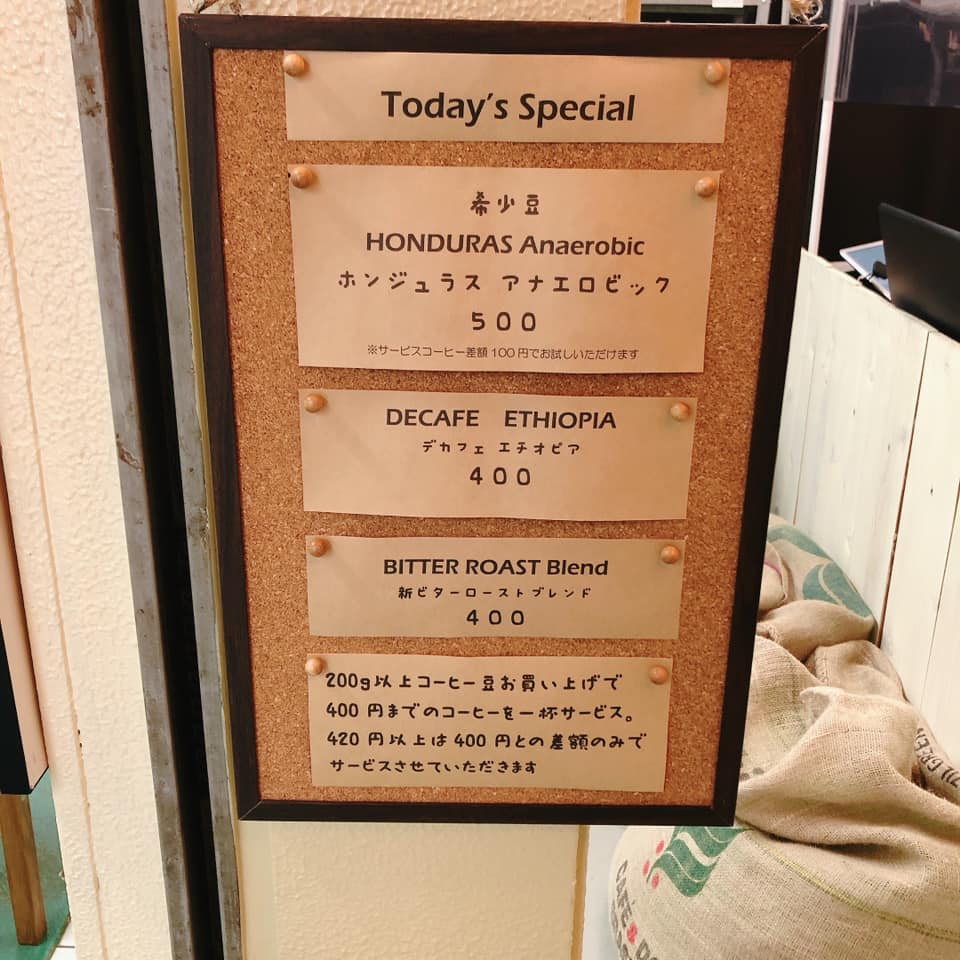 Today's Special
希少豆
HONDURAS Anaerobic
ホンジュラス アナエロビック
500
※サービスコーヒー差額100円でお試しいただけます
DECAFE ETHIOPIA
デカフェ エチオピア
400
BITTER ROAST Blend
新ビターローストブレンド
400
200g以上コーヒー豆お買い上げで
400円までのコーヒーを一杯サービス。
420円以上は400円との差額のみで
サービスさせていただきます
CAFÉ